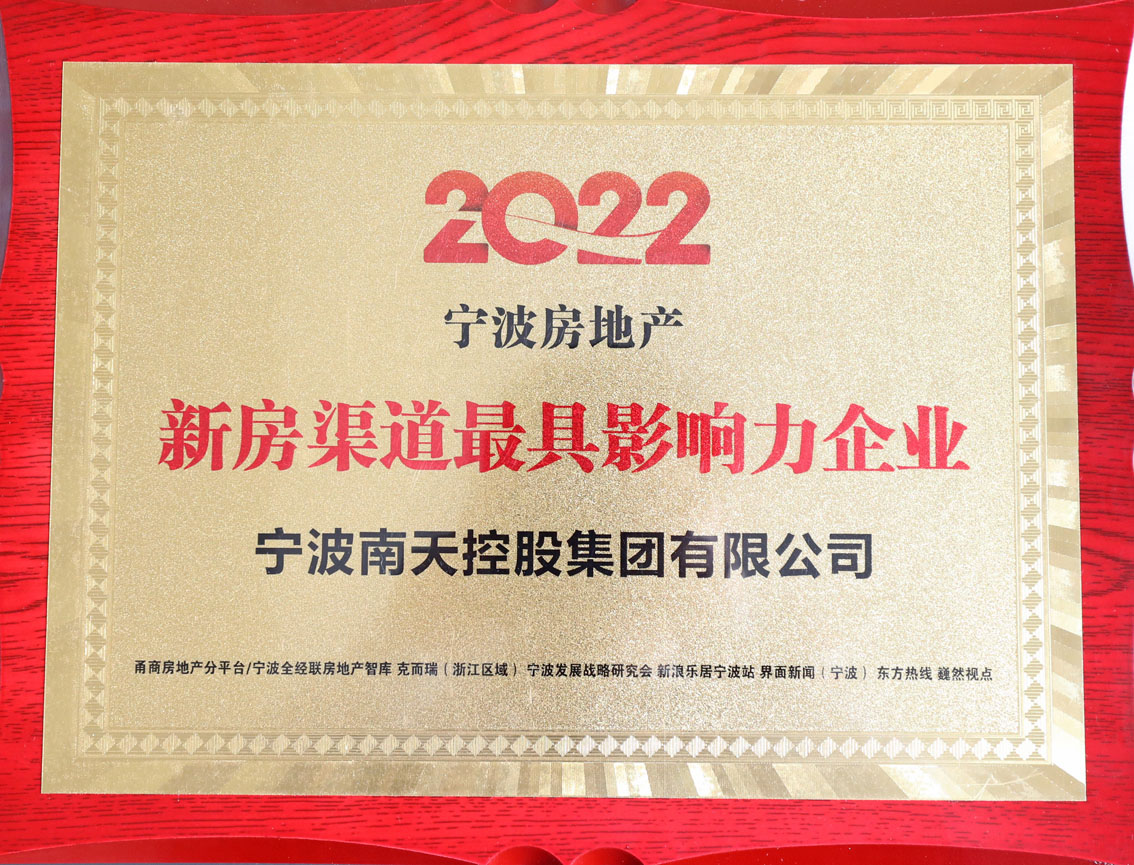 2022
宁波房地产
新房渠道最具影响力企业
宁波南天控股集团有限公司
甬商房地产分平台/宁波全经联房地产智库 克而瑞（浙江区域） 宁波发展战略研究会 新浪乐居宁波站 界面新闻（宁波） 东方热线 巍然视点